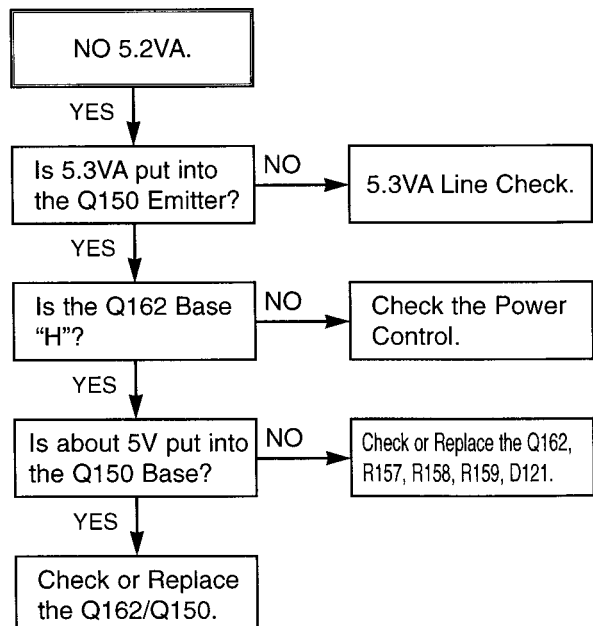 NO 5.2VA.
YES
Is 5.3VA put into
the Q150 Emitter?
NO
5.3VA Line Check.
YES
Is the Q162 Base
“H”?
NO
Check the Power
Control.
YES
Is about 5V put into
the Q150 Base?
NO
Check or Replace the Q162,
R157, R158, R159, D121.
YES
Check or Replace
the Q162/Q150.